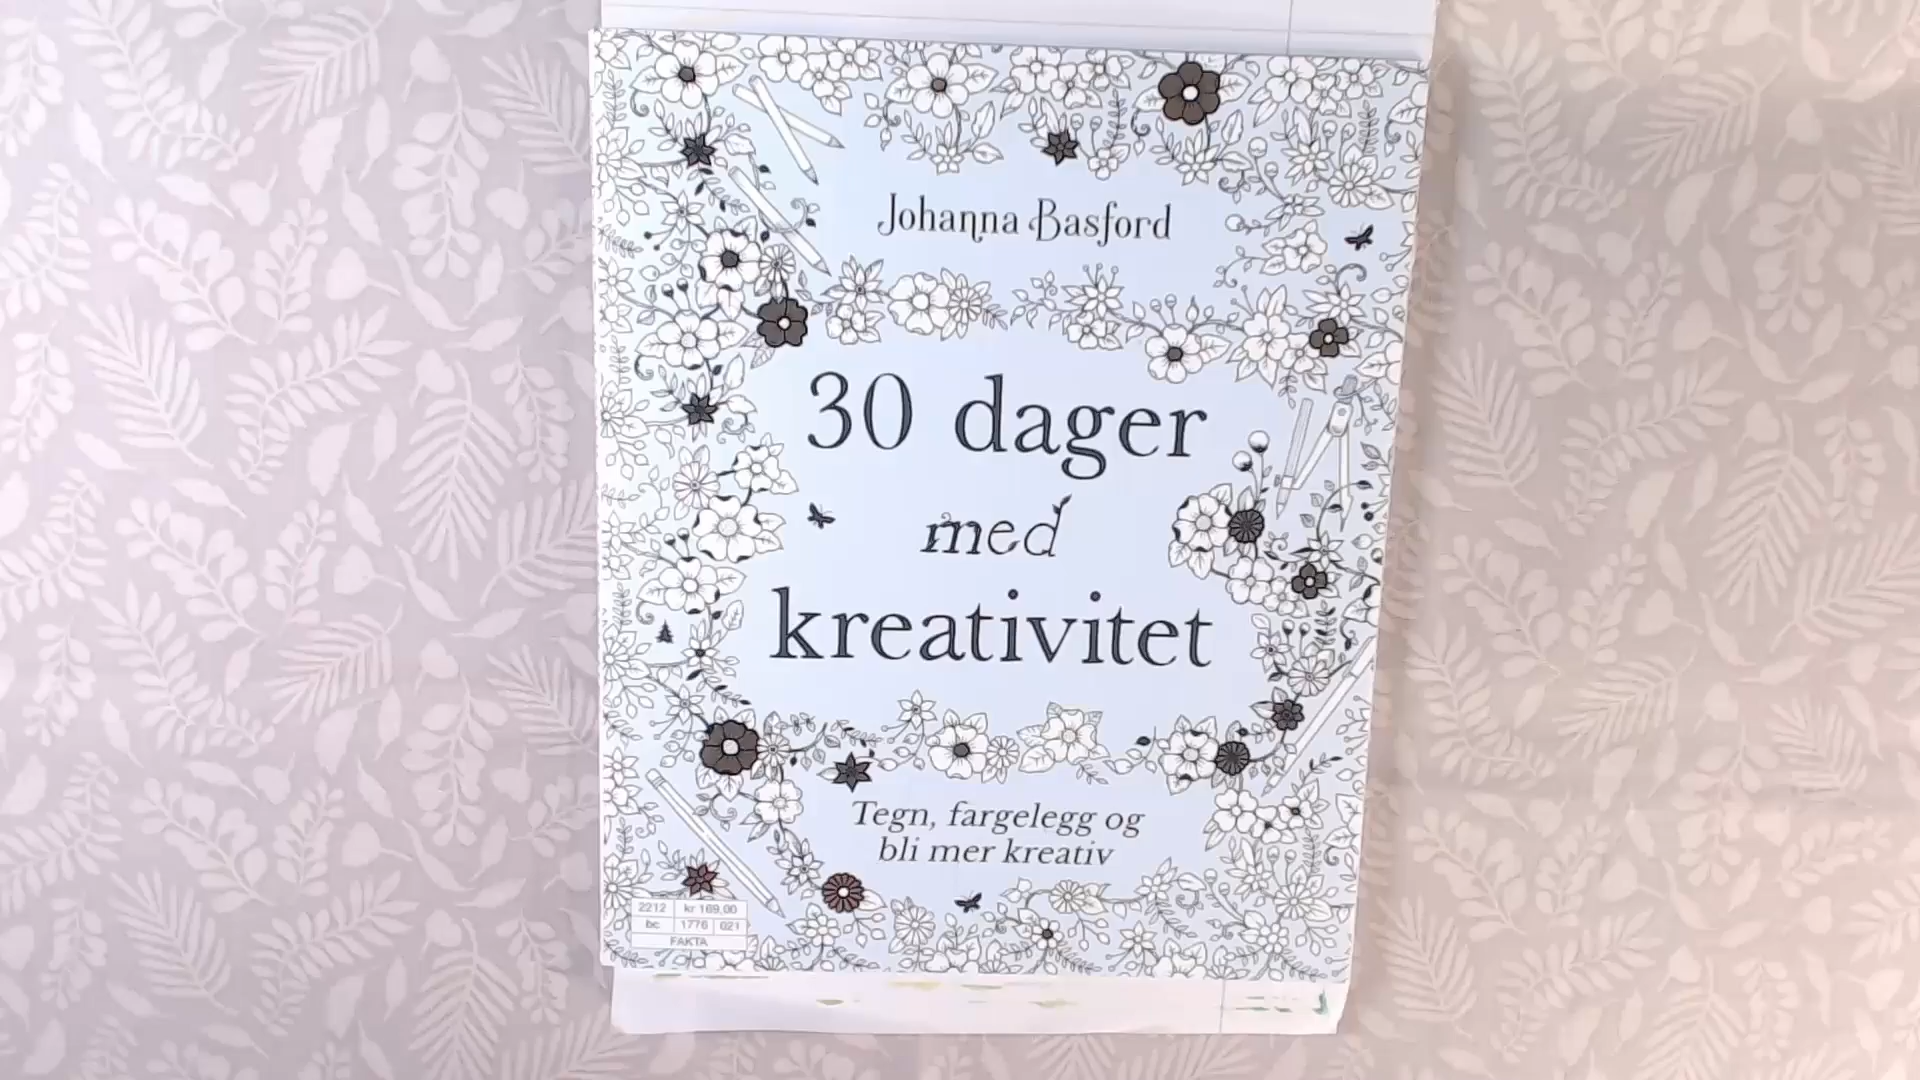 Johanna Basford
30 dager
med
kreativitet
Tegn, fargelegg og
bli mer kreativ
2212 kr 169,00
bc 1776 021
FAKTA